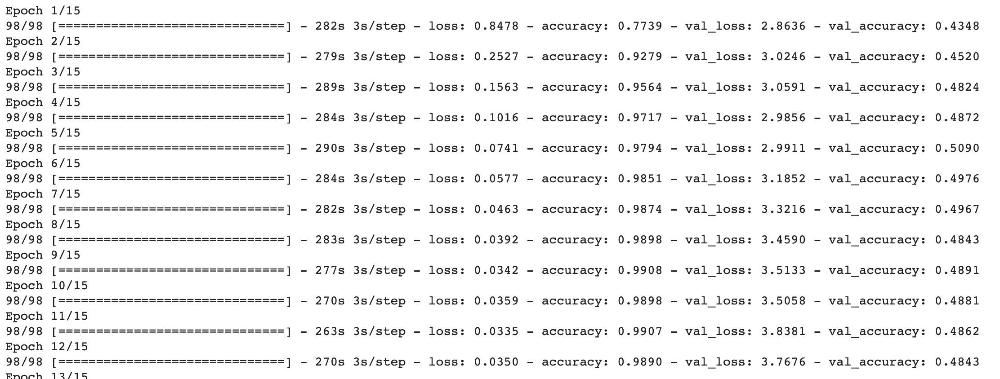 Epoch 1/15
98/98 [==============================] - 282s 3s/step - loss: 0.8478 - accuracy: 0.7739 - val_loss: 2.8636 - val_accuracy: 0.4348
Epoch 2/15
98/98 [==============================] - 279s 3s/step - loss: 0.2527 - accuracy: 0.9279 - val_loss: 3.0246 - val_accuracy: 0.4520
Epoch 3/15
98/98 [==============================] - 289s 3s/step - loss: 0.1563 - accuracy: 0.9564 - val_loss: 3.0591 - val_accuracy: 0.4824
Epoch 4/15
98/98 [==============================] - 284s 3s/step - loss: 0.1016 - accuracy: 0.9717 - val_loss: 2.9856 - val_accuracy: 0.4872
Epoch 5/15
98/98 [==============================] - 290s 3s/step - loss: 0.0741 - accuracy: 0.9794 - val_loss: 2.9911 - val_accuracy: 0.5090
Epoch 6/15
98/98 [==============================] - 284s 3s/step - loss: 0.0577 - accuracy: 0.9851 - val_loss: 3.1852 - val_accuracy: 0.4976
Epoch 7/15
98/98 [==============================] - 282s 3s/step - loss: 0.0463 - accuracy: 0.9874 - val_loss: 3.3216 - val_accuracy: 0.4967
Epoch 8/15
98/98 [==============================] - 283s 3s/step - loss: 0.0392 - accuracy: 0.9898 - val_loss: 3.4590 - val_accuracy: 0.4843
Epoch 9/15
98/98 [==============================] - 277s 3s/step - loss: 0.0342 - accuracy: 0.9908 - val_loss: 3.5133 - val_accuracy: 0.4891
Epoch 10/15
98/98 [==============================] - 270s 3s/step - loss: 0.0359 - accuracy: 0.9898 - val_loss: 3.5058 - val_accuracy: 0.4881
Epoch 11/15
98/98 [==============================] - 263s 3s/step - loss: 0.0335 - accuracy: 0.9907 - val_loss: 3.8381 - val_accuracy: 0.4862
Epoch 12/15
98/98 [==============================] - 270s 3s/step - loss: 0.0350 - accuracy: 0.9890 - val_loss: 3.7676 - val_accuracy: 0.4843
Epoch 13/15